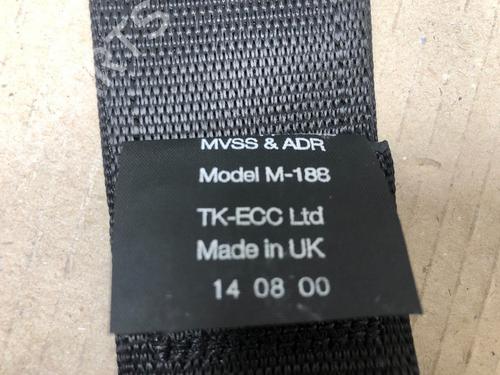 MVSS & ADR
Model M-188
TK-ECC Ltd
Made in UK
14 08 00